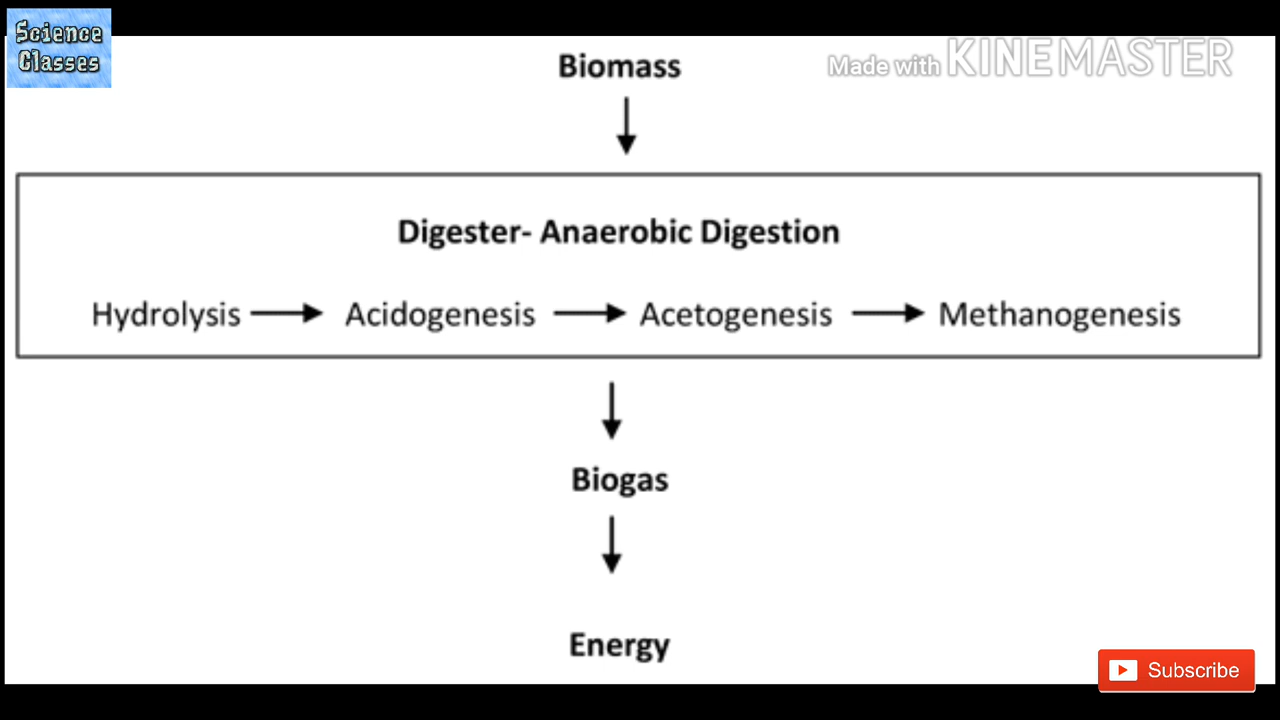 Science
Classes
Made with KINEMASTER
Biomass
Digester- Anaerobic Digestion
Hydrolysis Acidogenesis Acetogenesis Methanogenesis
Biogas
Energy
Subscribe